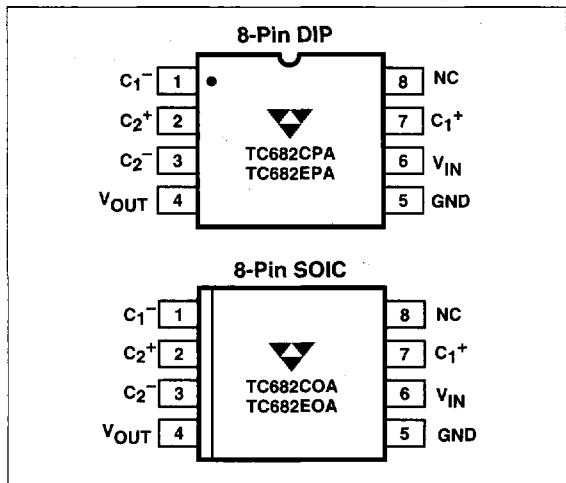 8-Pin DIP
C1− 1 8 NC
C2+ 2 7 C1+
C2− 3 6 VIN
VOUT 4 5 GND
TC682CPA
TC682EPA
8-Pin SOIC
C1− 1 8 NC
C2+ 2 7 C1+
C2− 3 6 VIN
VOUT 4 5 GND
TC682COA
TC682EOA